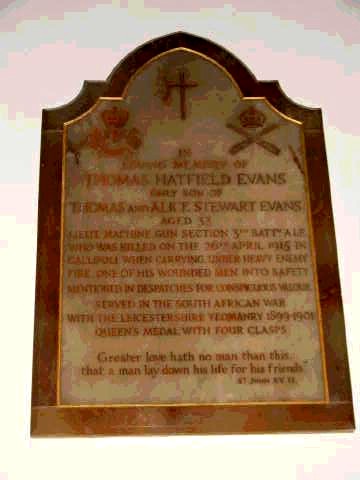 IN
LOVING MEMORY OF
THOMAS HATFIELD EVANS
ONLY SON OF
THOMAS AND ALICE STEWART EVANS
AGED 32
LIEUT. MACHINE GUN SECTION 3RD BATTN A.I.F.
WHO WAS KILLED ON THE 26TH APRIL 1915 IN
GALLIPOLI WHEN CARRYING, UNDER HEAVY ENEMY
FIRE, ONE OF HIS WOUNDED MEN INTO SAFETY
MENTIONED IN DESPATCHES FOR CONSPICUOUS VALOUR
SERVED IN THE SOUTH AFRICAN WAR
WITH THE LEICESTERSHIRE YEOMANRY 1899-1901
QUEEN'S MEDAL WITH FOUR CLASPS
Greater love hath no man than this,
that a man lay down his life for his friends"
ST JOHN XV 13.